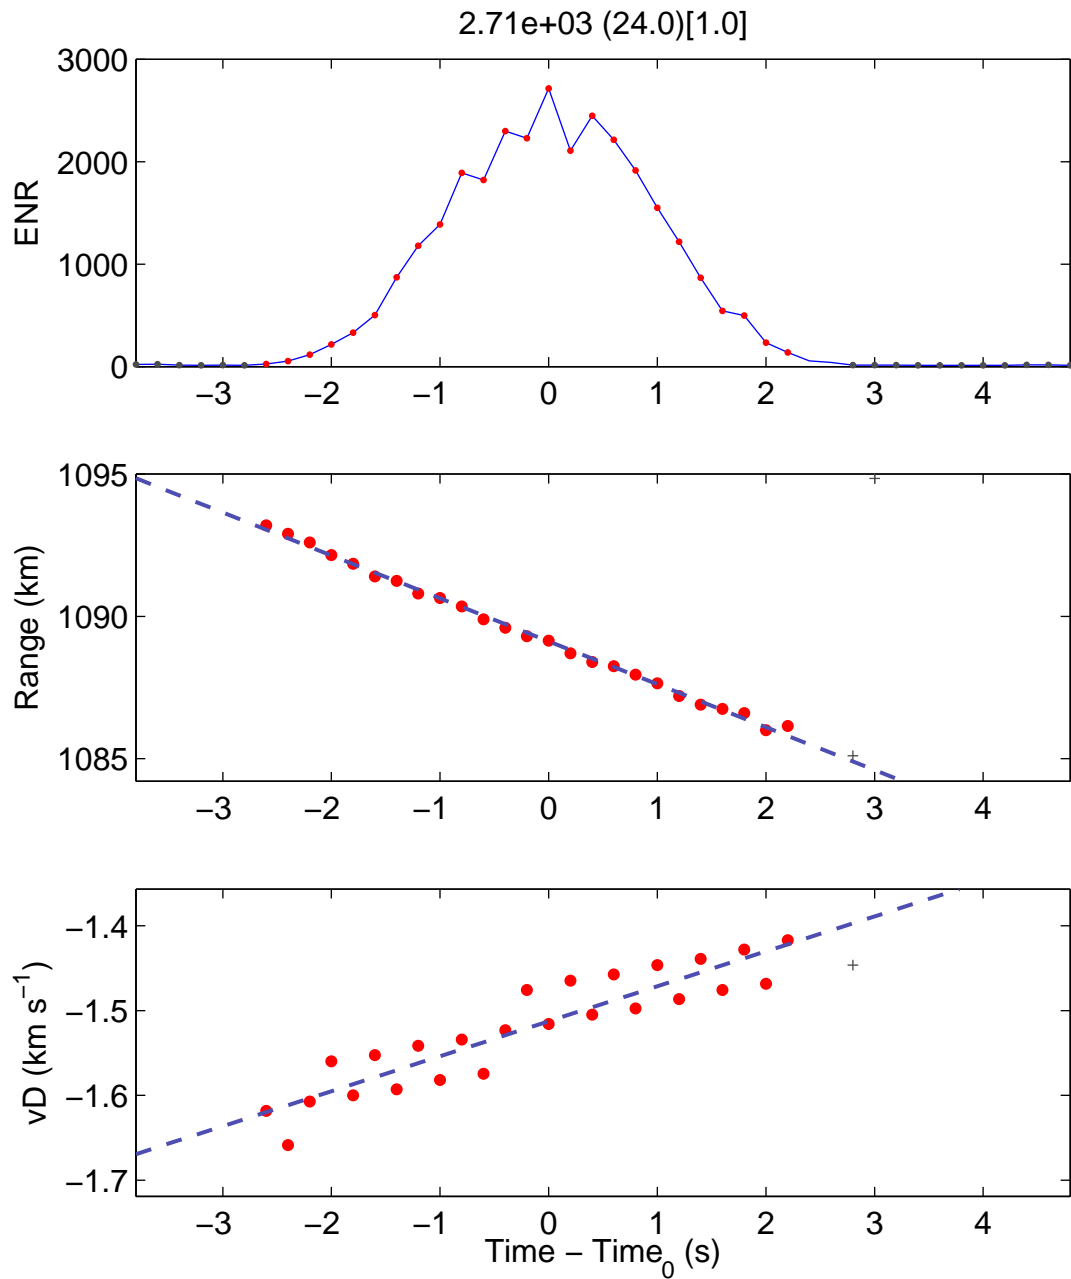 2.71e+03 (24.0)[1.0]
3000
2000
1000
0
ENR
−3 −2 −1 0 1 2 3 4
1095
1090
1085
Range (km)
−3 −2 −1 0 1 2 3 4
−1.4
−1.5
−1.6
−1.7
vD (km s−1)
−3 −2 −1 0 1 2 3 4
Time − Time0 (s)